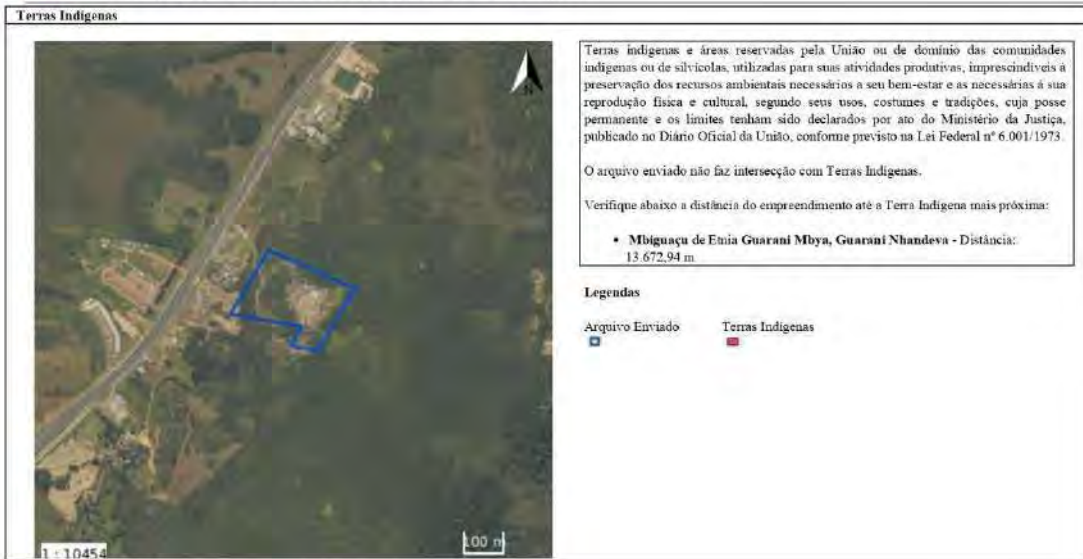 Terras Indígenas
Terras indígenas e áreas reservadas pela União ou de domínio das comunidades
indígenas ou de silvícolas, utilizadas para suas atividades produtivas, imprescindíveis à
preservação dos recursos ambientais necessários a seu bem-estar e as necessárias à sua
reprodução física e cultural, segundo seus usos, costumes e tradições, cuja posse
permanente e os limites tenham sido declarados por ato do Ministério da Justiça,
publicado no Diário Oficial da União, conforme previsto na Lei Federal nº 6.001/1973.
O arquivo enviado não faz intersecção com Terras Indígenas.
Verifique abaixo a distância do empreendimento até a Terra Indígena mais próxima:
• Mbiguaçu de Etnia Guarani Mbya, Guarani Nhandeva - Distância:
13.672,94 m
Legendas
Arquivo Enviado Terras Indígenas
N
100 m
1 : 10454